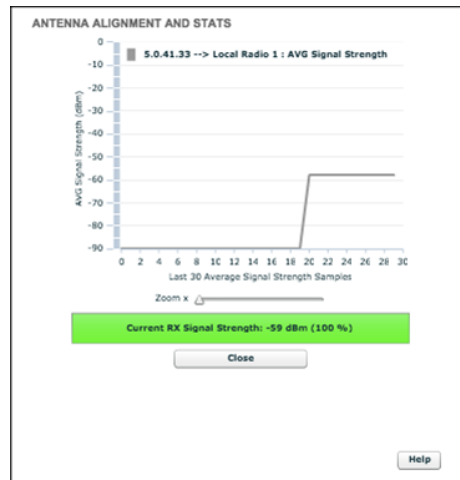 ANTENNA ALIGNMENT AND STATS
5.0.41.33 --> Local Radio 1 : AVG Signal Strength
AVG Signal Strength (dBm)
0
-10
-20
-30
-40
-50
-60
-70
-80
-90
0 2 4 6 8 10 12 14 16 18 20 22 24 26 28 30
Last 30 Average Signal Strength Samples
Zoom x
Current RX Signal Strength: -59 dBm (100 %)
Close
Help